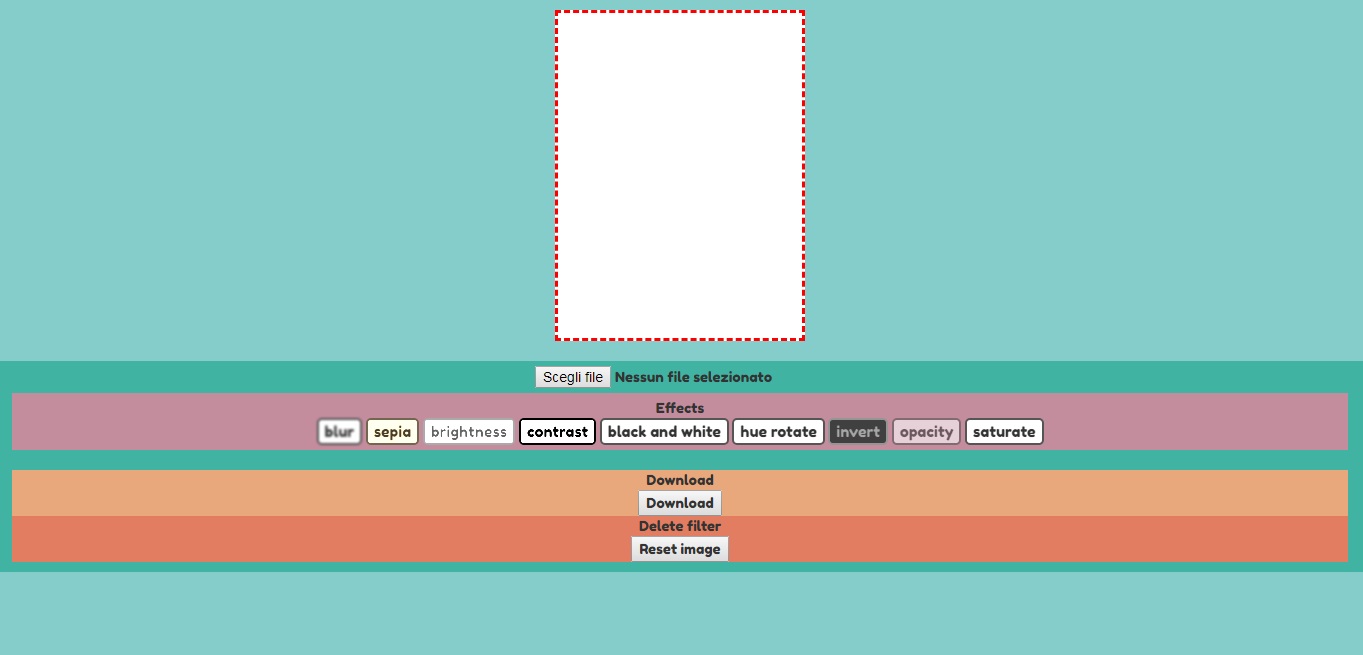 Scegli file Nessun file selezionato
Effects
blur sepia brightness contrast black and white hue rotate invert opacity saturate
Download
Download
Delete filter
Reset image